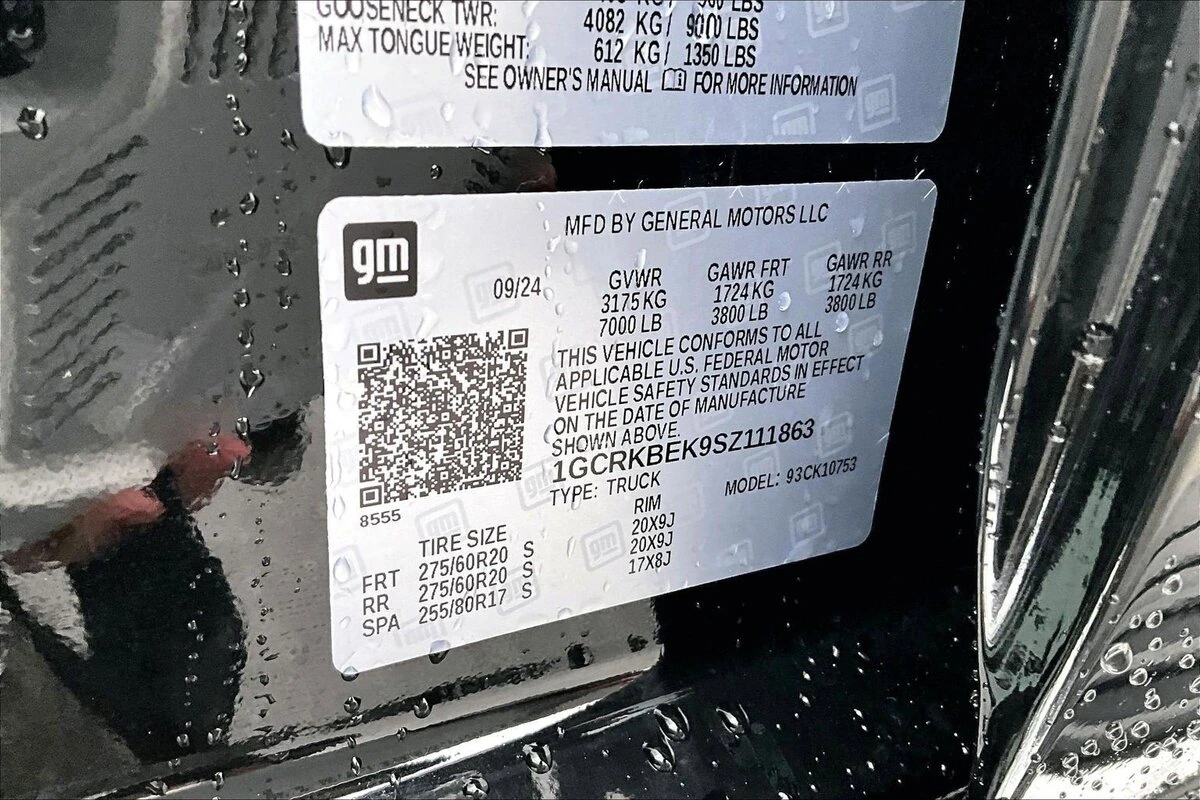 GOOSENECK TWR: 4082 KG/ 9000 LBS
MAX TONGUE WEIGHT: 612 KG/ 1350 LBS
SEE OWNER'S MANUAL FOR MORE INFORMATION
gm
MFD BY GENERAL MOTORS LLC
09/24
GVWR GAWR FRT GAWR RR
3175 KG 1724 KG 1724 KG
7000 LB 3800 LB 3800 LB
THIS VEHICLE CONFORMS TO ALL
APPLICABLE U.S. FEDERAL MOTOR
VEHICLE SAFETY STANDARDS IN EFFECT
ON THE DATE OF MANUFACTURE
SHOWN ABOVE.
1GCRKBEK9SZ111863
TYPE: TRUCK MODEL: 93CK10753
8555
TIRE SIZE RIM
FRT 275/60R20 S 20X9J
RR 275/60R20 S 20X9J
SPA 255/80R17 S 17X8J